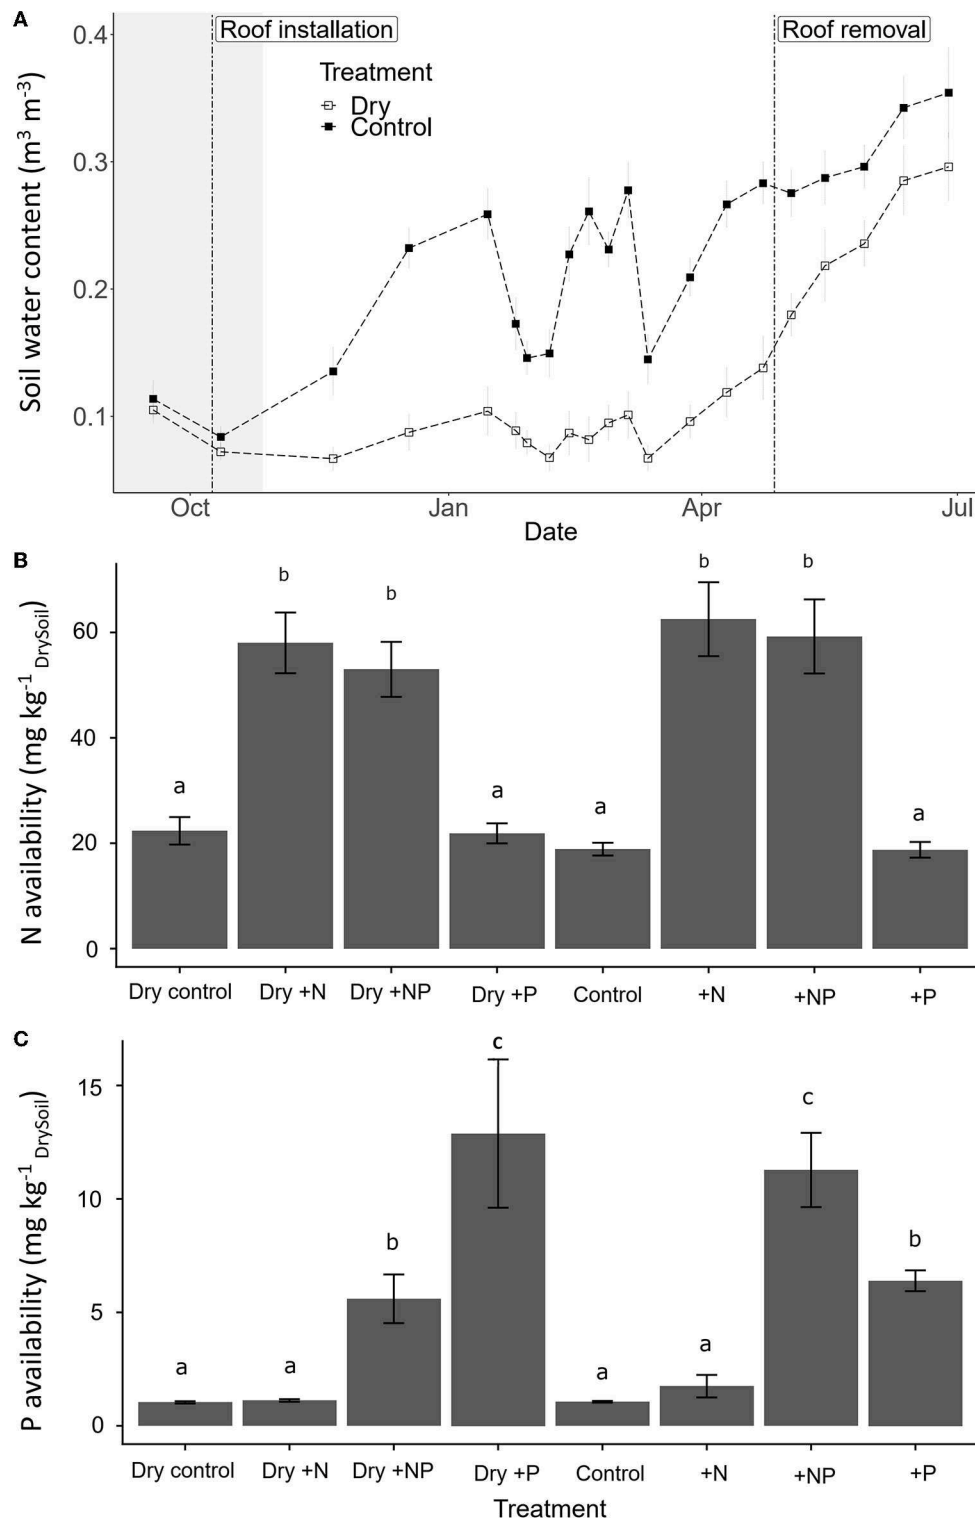 A
Roof installation
Roof removal
Treatment
Dry
Control
Soil water content (m³ m⁻³)
0.4
0.3
0.2
0.1
Oct
Jan
Apr
Jul
Date
B
N availability (mg kg⁻¹ DrySoil)
60
40
20
0
a
b
b
a
a
b
b
a
Dry control
Dry +N
Dry +NP
Dry +P
Control
+N
+NP
+P
C
P availability (mg kg⁻¹ DrySoil)
15
10
5
0
a
a
b
c
a
a
c
b
Dry control
Dry +N
Dry +NP
Dry +P
Control
+N
+NP
+P
Treatment